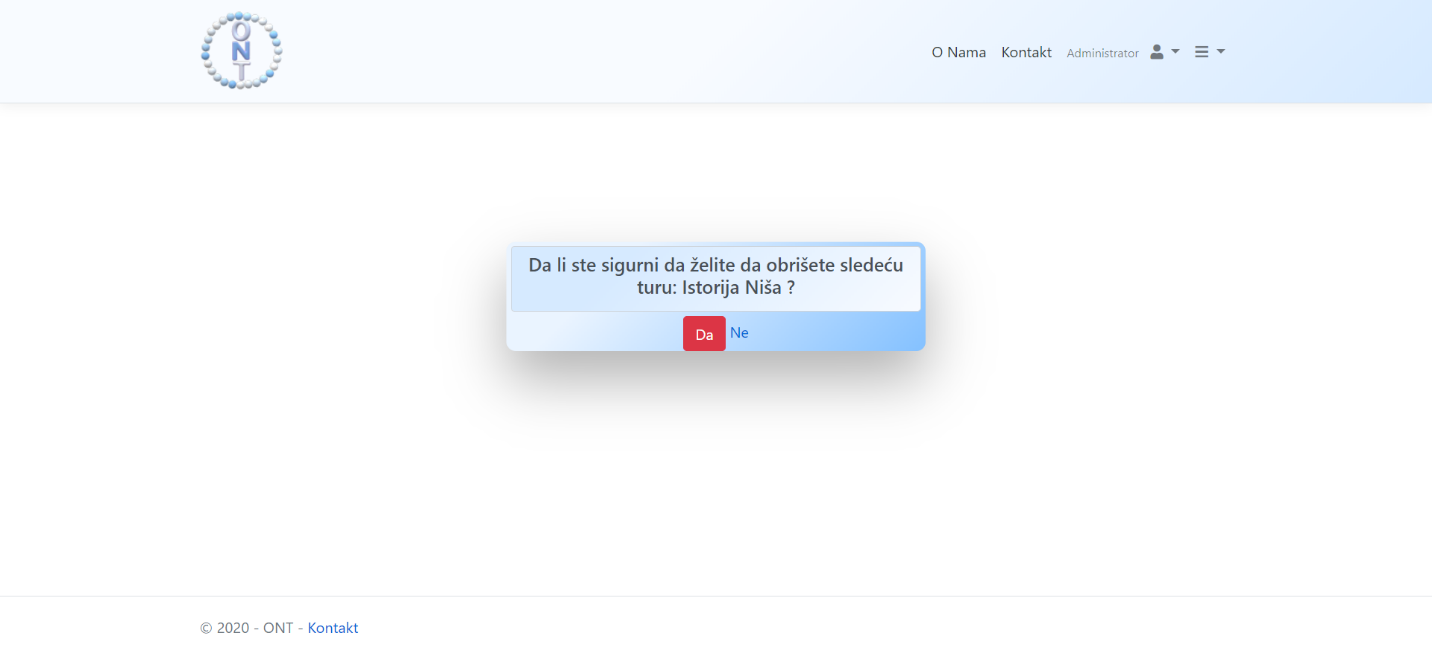 ONT
O Nama Kontakt Administrator
Da li ste sigurni da želite da obrišete sledeću
turu: Istorija Niša ?
Da Ne
© 2020 - ONT - Kontakt